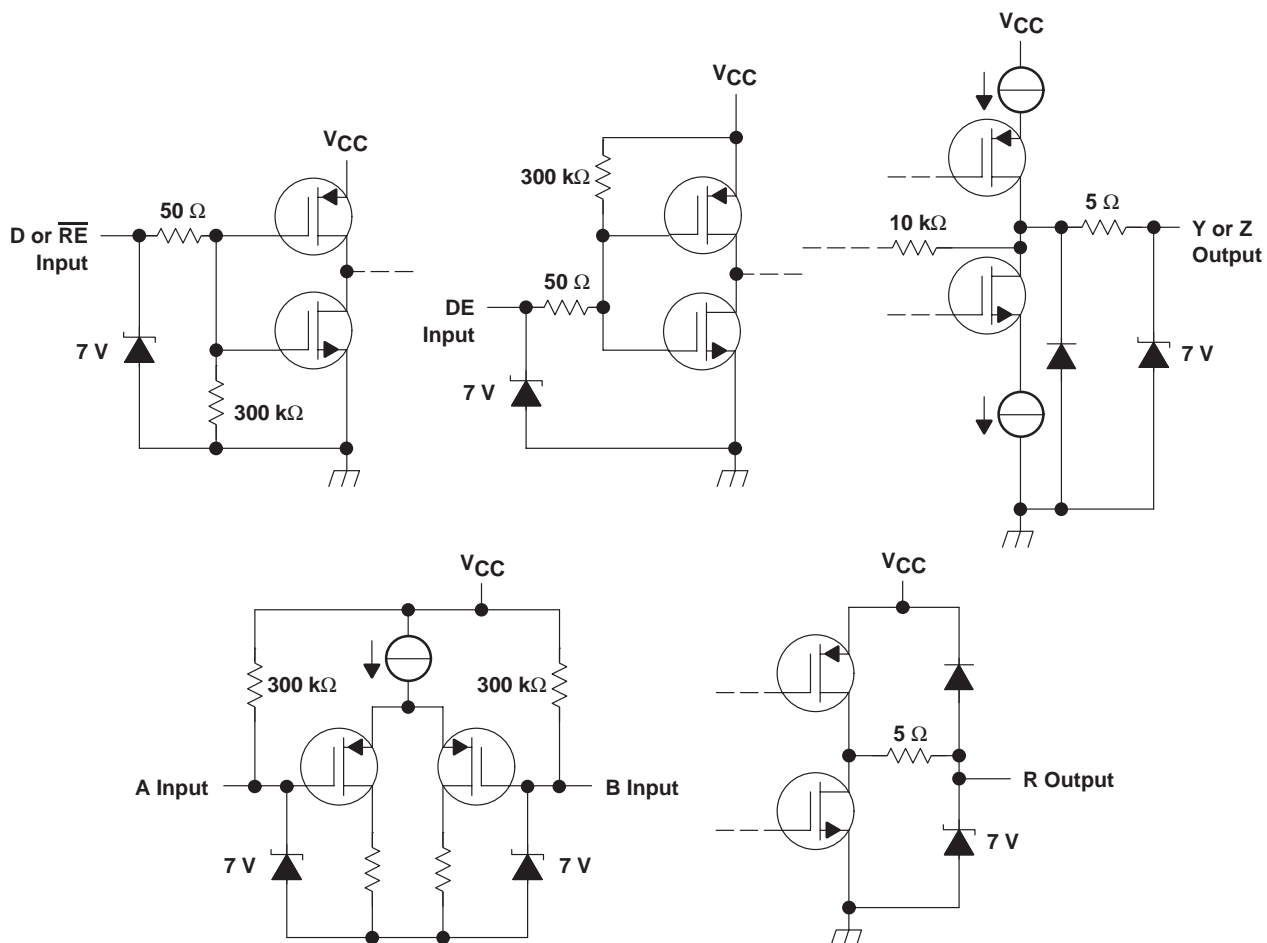 VCC
VCC
VCC
300 kΩ
50 Ω
5 Ω
D or RE
Input
10 kΩ
Y or Z
Output
50 Ω
DE
Input
7 V
7 V
7 V
300 kΩ
VCC
VCC
300 kΩ
300 kΩ
5 Ω
A Input
B Input
R Output
7 V
7 V
7 V